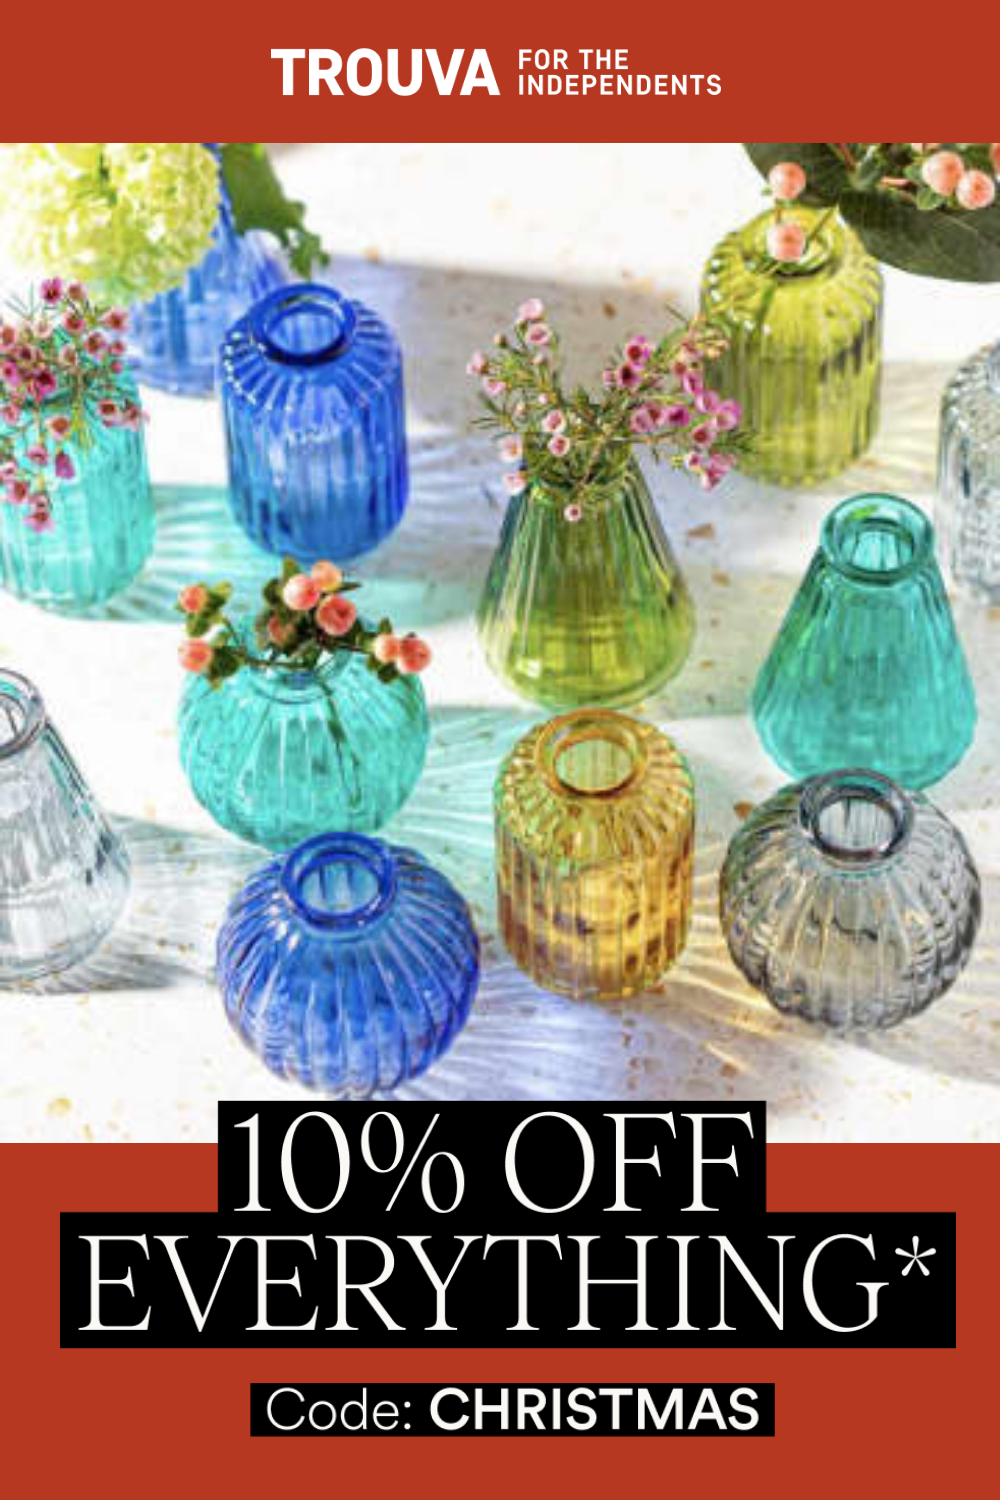 TROUVA
FOR THE
INDEPENDENTS
10% OFF
EVERYTHING*
Code: CHRISTMAS